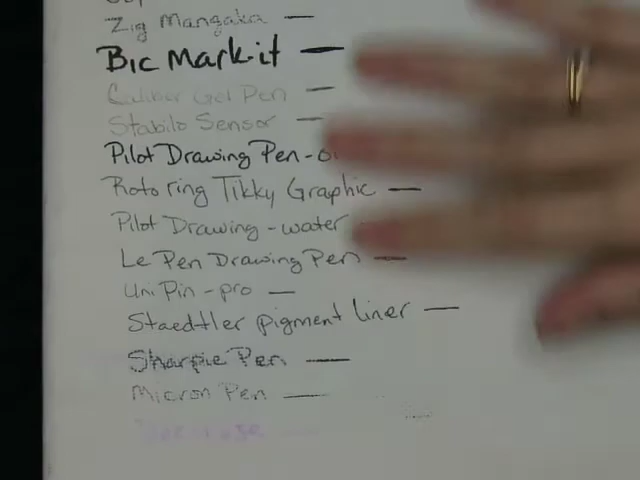 Zig Mangaka —
Bic Mark-it —
Caliber Gel Pen —
Stabilo Sensor —
Pilot Drawing Pen -
Rotoring Tikky Graphic —
Pilot Drawing - water
Le Pen Drawing Pen —
Uni Pin - pro —
Staedtler pigment liner —
Sharpie Pen —
Micron Pen —